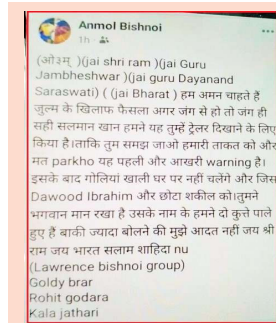 Anmol Bishnoi
1h
(ओ३म् )(jai shri ram )(jai Guru
Jambheshwar )(jai guru Dayanand
Saraswati) ( (jai Bharat ) हम अमन चाहते हैं
जुल्म के खिलाफ फैसला अगर जंग से हो तो जंग ही
सही सलमान खान हमने यह तुम्हें ट्रेलर दिखाने के लिए
किया है।ताकि तुम समझ जाओ हमारी ताकत को और
मत parkho यह पहली और आखरी warning है।
इसके बाद गोलियां खाली घर पर नहीं चलेंगे और जिस
Dawood Ibrahim और छोटा शकील को।तुमने
भगवान मान रखा है उसके नाम के हमने दो कुत्ते पाले
हुए हैं बाकी ज्यादा बोलने की मुझे आदत नहीं जय श्री
राम जय भारत सलाम शाहिदा nu
(Lawrence bishnoi group)
Goldy brar
Rohit godara
Kala jathari